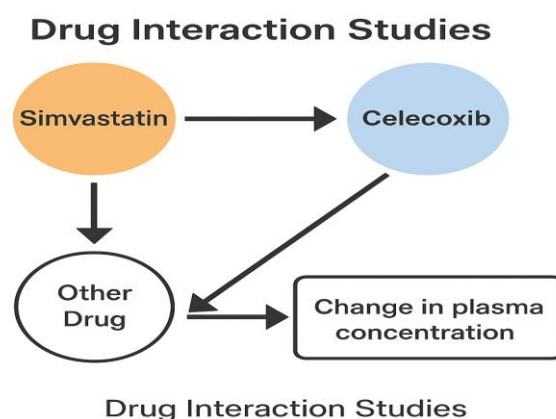 Drug Interaction Studies
Simvastatin
Celecoxib
Other
Drug
Change in plasma
concentration
Drug Interaction Studies